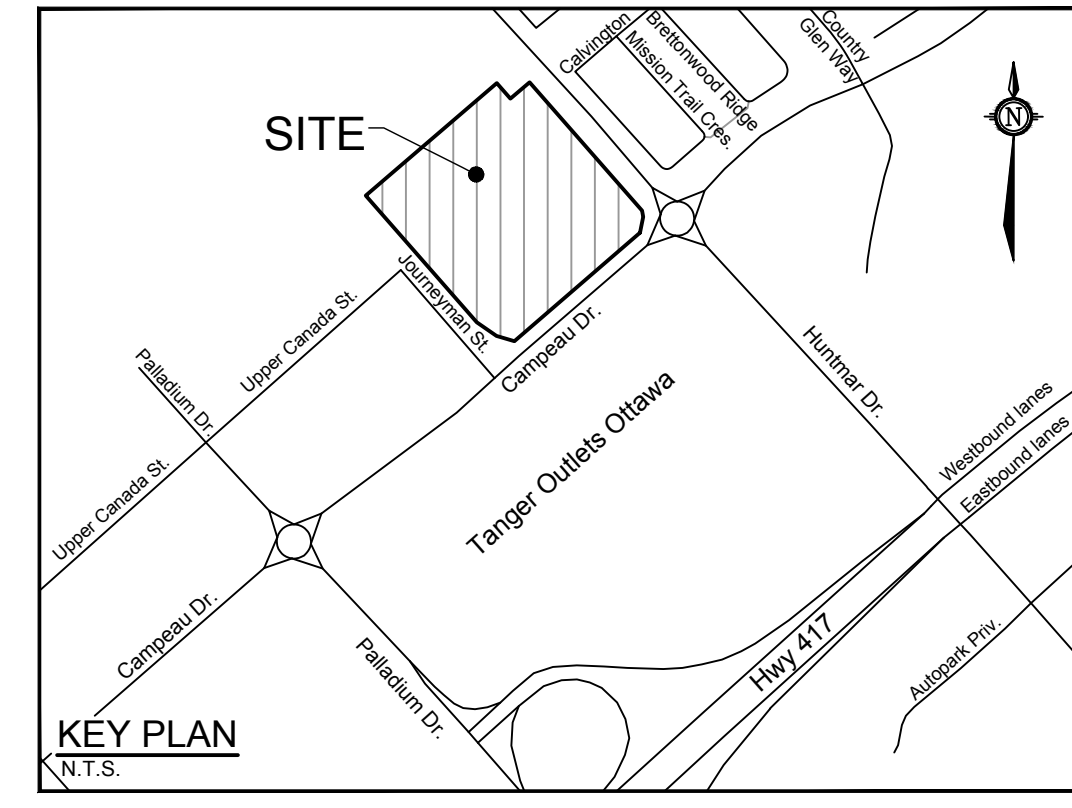 Country
Glen Way
Brettonwood Ridge
Calvington
Mission Trail Cres.
SITE
N
Journeyman St.
Upper Canada St.
Campeau Dr.
Palladium Dr.
Huntmar Dr.
Tanger Outlets Ottawa
Westbound lanes
Eastbound lanes
Upper Canada St.
Campeau Dr.
Palladium Dr.
Hwy 417
Autopark Priv.
KEY PLAN
N.T.S.